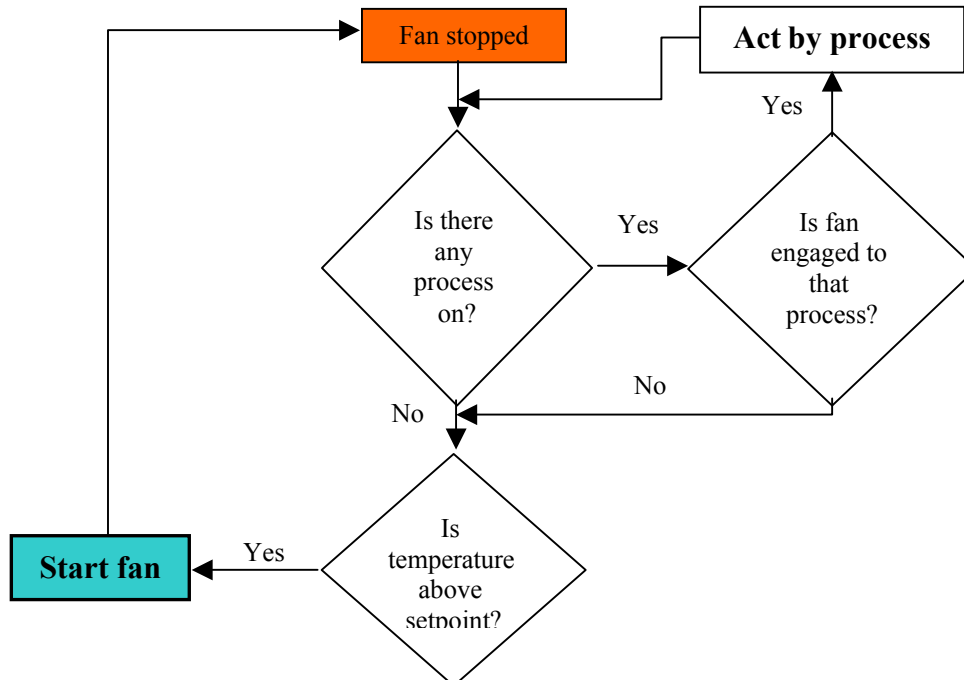 Fan stopped
Act by process
Yes
Is there
any
process
on?
Yes
Is fan
engaged to
that
process?
No
No
Is
temperature
above
setpoint?
Yes
Start fan